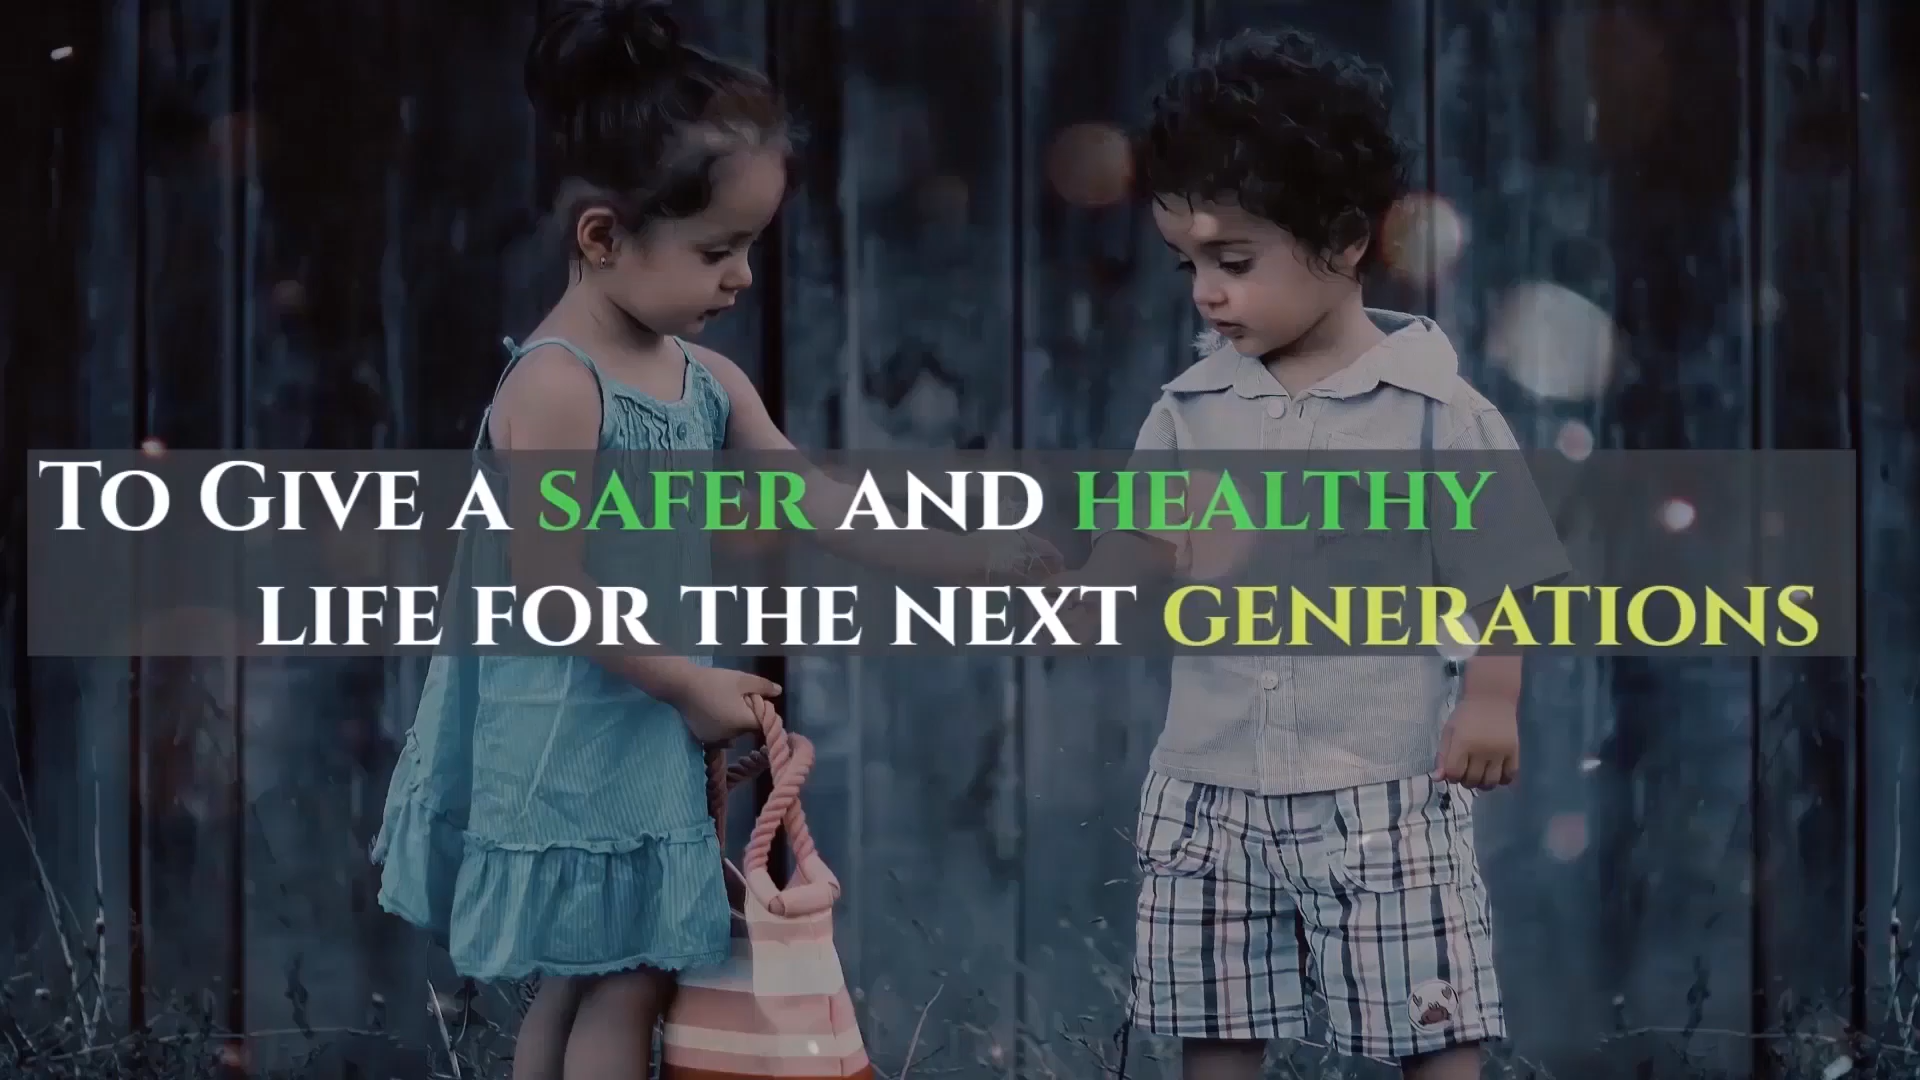 To Give a safer and healthy
life for the next generations